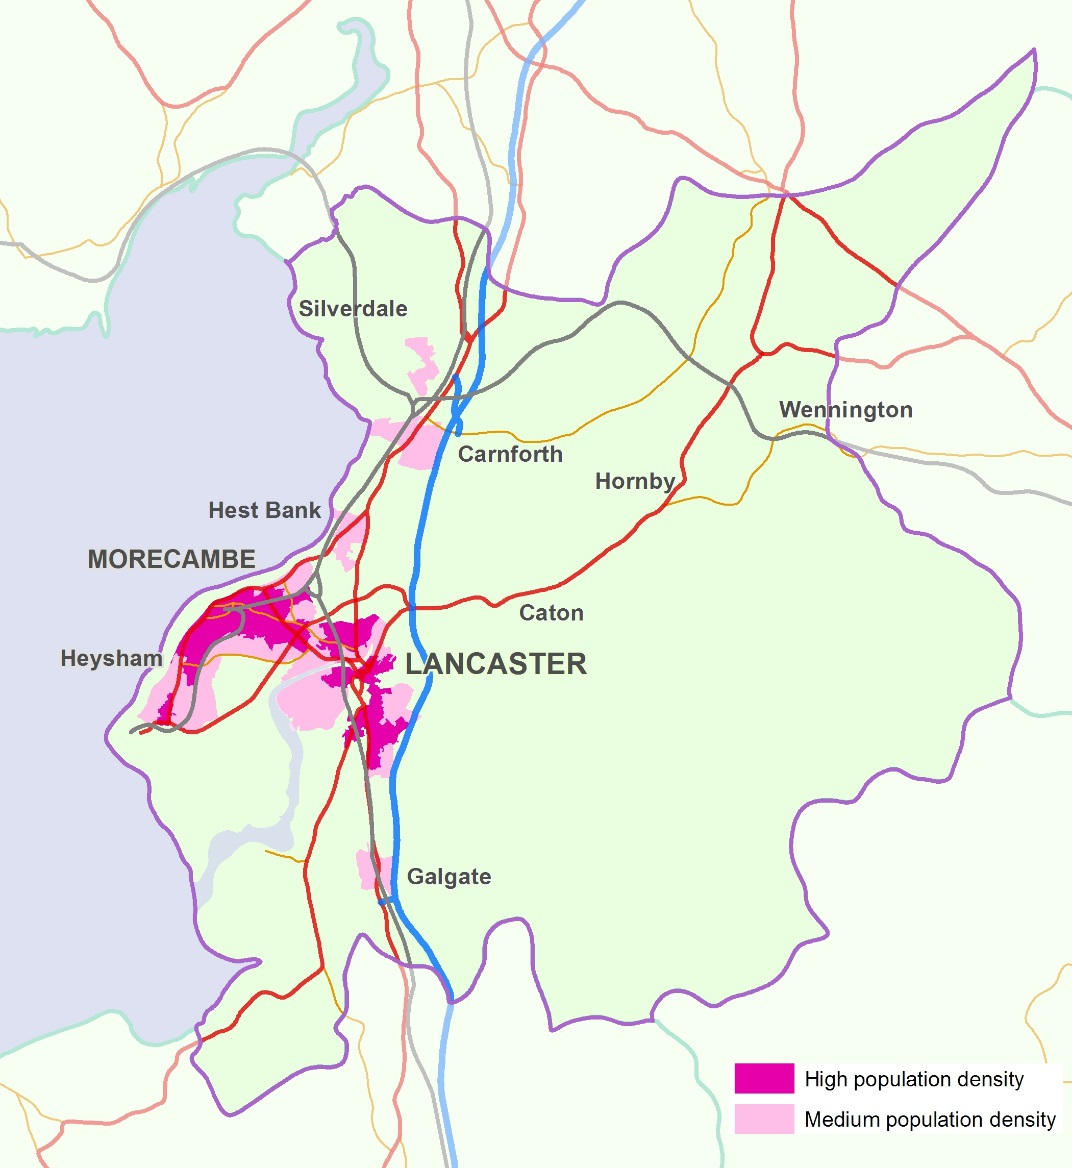 Silverdale
Wennington
Carnforth
Hornby
Hest Bank
MORECAMBE
Caton
Heysham
LANCASTER
Galgate
High population density
Medium population density